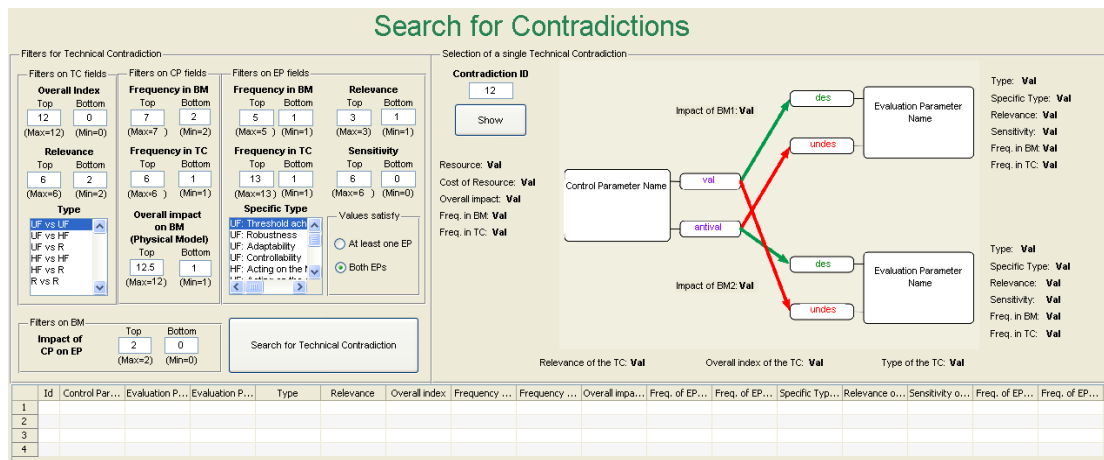 Search for Contradictions
Filters for Technical Contradiction
Filters on TC fields
Overall Index
Top Bottom
12 0
(Max=12) (Min=0)
Relevance
Top Bottom
6 2
(Max=6) (Min=2)
Type
UF vs UF
UF vs HF
UF vs R
HF vs HF
HF vs R
R vs R
Filters on CP fields
Frequency in BM
Top Bottom
7 2
(Max=7 ) (Min=2)
Frequency in TC
Top Bottom
6 1
(Max=6 ) (Min=1)
Overall impact
on BM
(Physical Model)
Top Bottom
12.5 1
(Max=12) (Min=1)
Filters on EP fields
Frequency in BM
Top Bottom
5 1
(Max=5 ) (Min=1)
Relevance
Top Bottom
3 1
(Max=3) (Min=1)
Frequency in TC
Top Bottom
13 1
(Max=13) (Min=1)
Sensitivity
Top Bottom
6 0
(Max=6 ) (Min=0)
Specific Type
UF: Threshold ach
UF: Robustness
UF: Adaptability
UF: Controllability
HF: Acting on the
Values satisfy
At least one EP
Both EPs
Filters on BM
Impact of
CP on EP
Top Bottom
2 0
(Max=2) (Min=0)
Search for Technical Contradiction
Selection of a single Technical Contradiction
Contradiction ID
12
Show
Resource: Val
Cost of Resource: Val
Overall impact: Val
Freq. in BM: Val
Freq. in TC: Val
Control Parameter Name
val
antival
Impact of BM1: Val
des
undes
Evaluation Parameter
Name
Type: Val
Specific Type: Val
Relevance: Val
Sensitivity: Val
Freq. in BM: Val
Freq. in TC: Val
Impact of BM2: Val
des
undes
Evaluation Parameter
Name
Type: Val
Specific Type: Val
Relevance: Val
Sensitivity: Val
Freq. in BM: Val
Freq. in TC: Val
Relevance of the TC: Val Overall index of the TC: Val Type of the TC: Val
Id Control Par... Evaluation P... Evaluation P... Type Relevance Overall index Frequency ... Frequency ... Overall impa... Freq. of EP... Freq. of EP... Specific Typ... Relevance o... Sensitivity o... Freq. of EP... Freq. of EP...
1
2
3
4